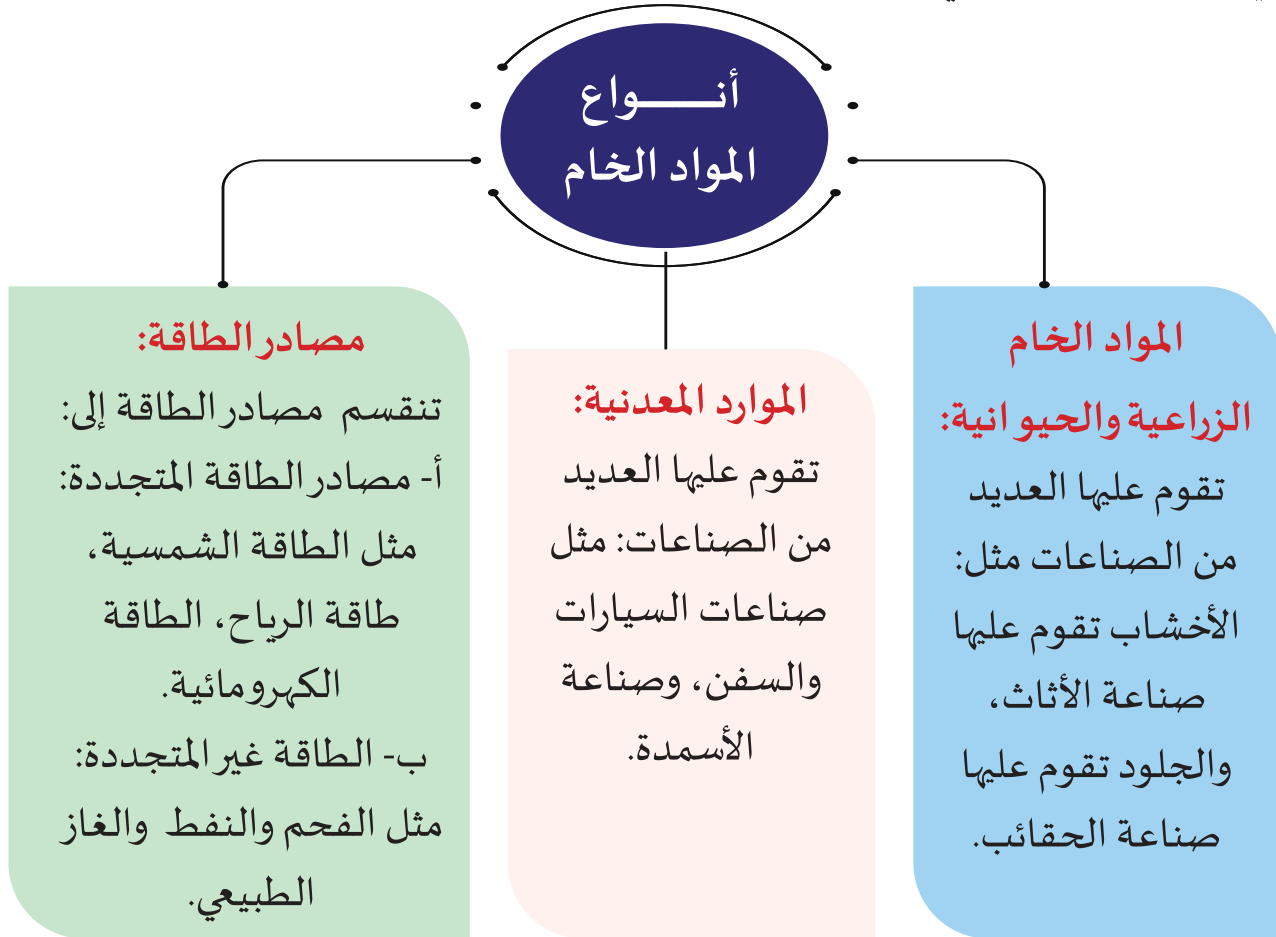 أنـــــواع
المواد الخام
المواد الخام
الزراعية والحيوانية:
تقوم عليها العديد
من الصناعات مثل:
الأخشاب تقوم عليها
صناعة الأثاث،
والجلود تقوم عليها
صناعة الحقائب.
الموارد المعدنية:
تقوم عليها العديد
من الصناعات: مثل
صناعات السيارات
والسفن، وصناعة
الأسمدة.
مصادر الطاقة:
تنقسم مصادر الطاقة إلى:
أ- مصادر الطاقة المتجددة:
مثل الطاقة الشمسية،
طاقة الرياح، الطاقة
الكهرومائية.
ب- الطاقة غير المتجددة:
مثل الفحم والنفط والغاز
الطبيعي.